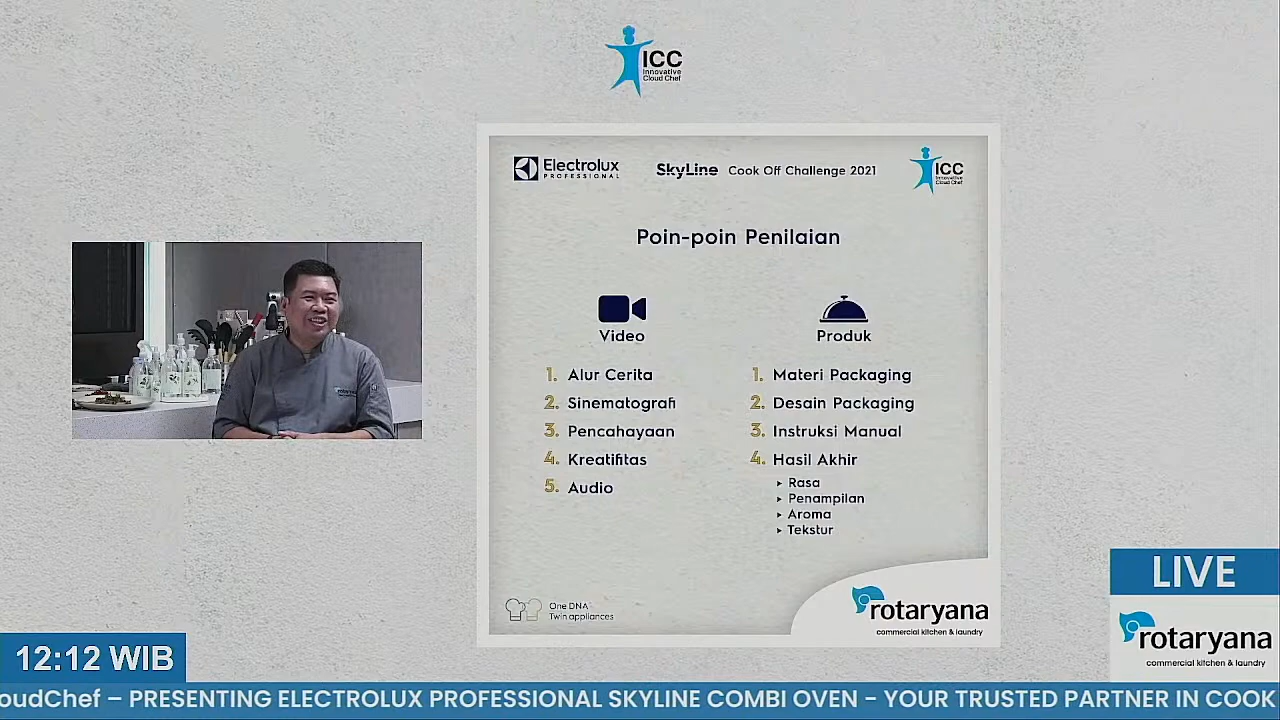 ICC
Innovative
Cloud Chef
Electrolux
PROFESSIONAL
SkyLine Cook Off Challenge 2021
ICC
Innovative
Cloud Chef
Poin-poin Penilaian
Video
1. Alur Cerita
2. Sinematografi
3. Pencahayaan
4. Kreatifitas
5. Audio
Produk
1. Materi Packaging
2. Desain Packaging
3. Instruksi Manual
4. Hasil Akhir
▸ Rasa
▸ Penampilan
▸ Aroma
▸ Tekstur
One DNA
Twin appliances
rotaryana
commercial kitchen & laundry
LIVE
rotaryana
commercial kitchen & laundry
12:12 WIB
oudChef – PRESENTING ELECTROLUX PROFESSIONAL SKYLINE COMBI OVEN - YOUR TRUSTED PARTNER IN COOK